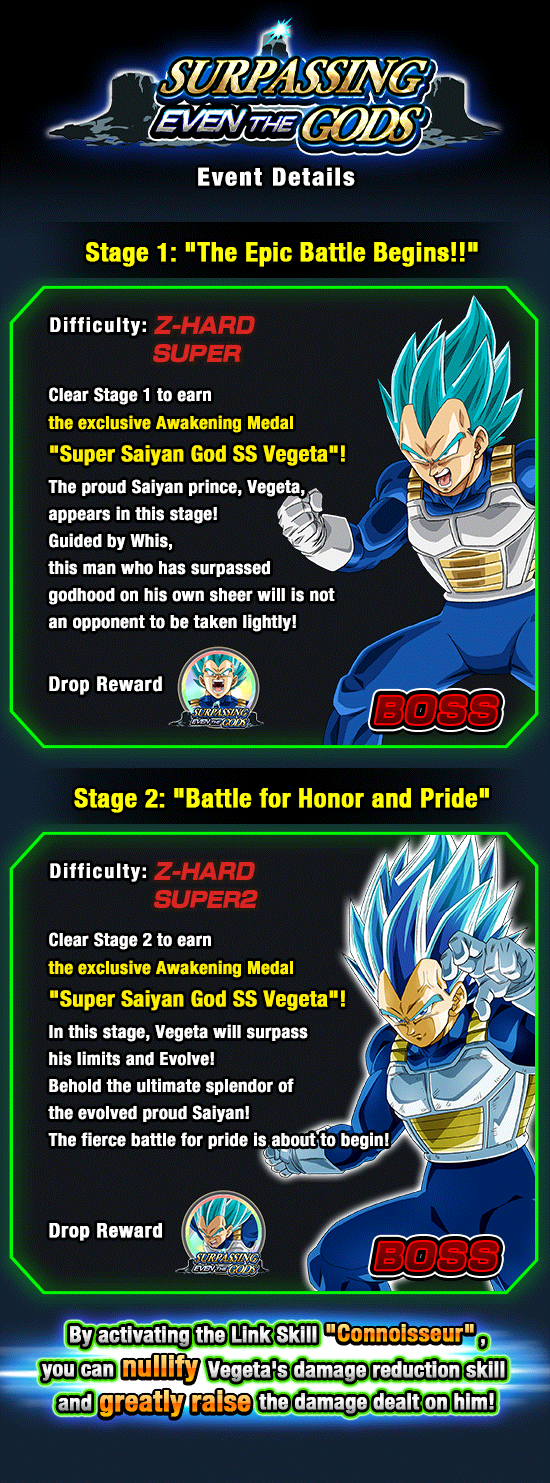 SURPASSING
EVEN THE GODS
Event Details
Stage 1: "The Epic Battle Begins!!"
Difficulty: Z-HARD
SUPER
Clear Stage 1 to earn
the exclusive Awakening Medal
"Super Saiyan God SS Vegeta"!
The proud Saiyan prince, Vegeta,
appears in this stage!
Guided by Whis,
this man who has surpassed
godhood on his own sheer will is not
an opponent to be taken lightly!
Drop Reward
SURPASSING
EVEN THE GODS
BOSS
Stage 2: "Battle for Honor and Pride"
Difficulty: Z-HARD
SUPER2
Clear Stage 2 to earn
the exclusive Awakening Medal
"Super Saiyan God SS Vegeta"!
In this stage, Vegeta will surpass
his limits and Evolve!
Behold the ultimate splendor of
the evolved proud Saiyan!
The fierce battle for pride is about to begin!
Drop Reward
SURPASSING
EVEN THE GODS
BOSS
By activating the Link Skill "Connoisseur" ,
you can nullify Vegeta's damage reduction skill
and greatly raise the damage dealt on him!